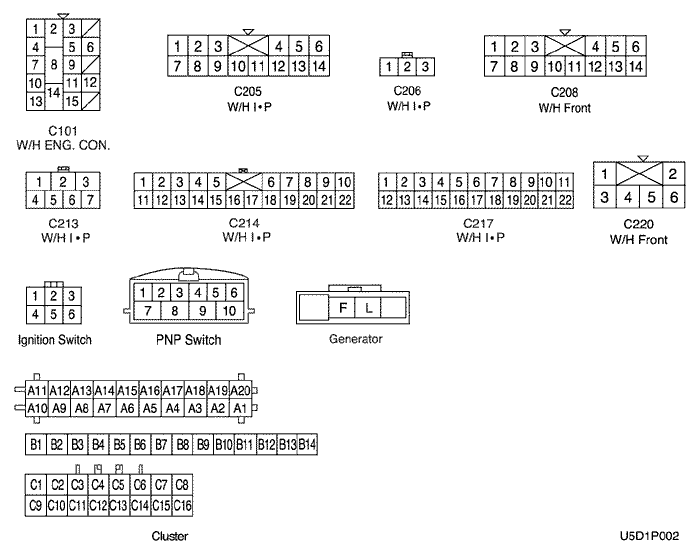 1 2 3
4 5 6
7 8 9
10 11 12
13 14 15
C101
W/H ENG. CON.
1 2 3 4 5 6
7 8 9 10 11 12 13 14
C205
W/H I•P
1 2 3
C206
W/H I•P
1 2 3 4 5 6
7 8 9 10 11 12 13 14
C208
W/H Front
1 2 3
4 5 6 7
C213
W/H I•P
1 2 3 4 5 6 7 8 9 10
11 12 13 14 15 16 17 18 19 20 21 22
C214
W/H I•P
1 2 3 4 5 6 7 8 9 10 11
12 13 14 15 16 17 18 19 20 21 22
C217
W/H I•P
1 2
3 4 5 6
C220
W/H Front
1 2 3
4 5 6
Ignition Switch
1 2 3 4 5 6
7 8 9 10
PNP Switch
F L
Generator
A11 A12 A13 A14 A15 A16 A17 A18 A19 A20
A10 A9 A8 A7 A6 A5 A4 A3 A2 A1
B1 B2 B3 B4 B5 B6 B7 B8 B9 B10 B11 B12 B13 B14
C1 C2 C3 C4 C5 C6 C7 C8
C9 C10 C11 C12 C13 C14 C15 C16
Cluster
U5D1P002